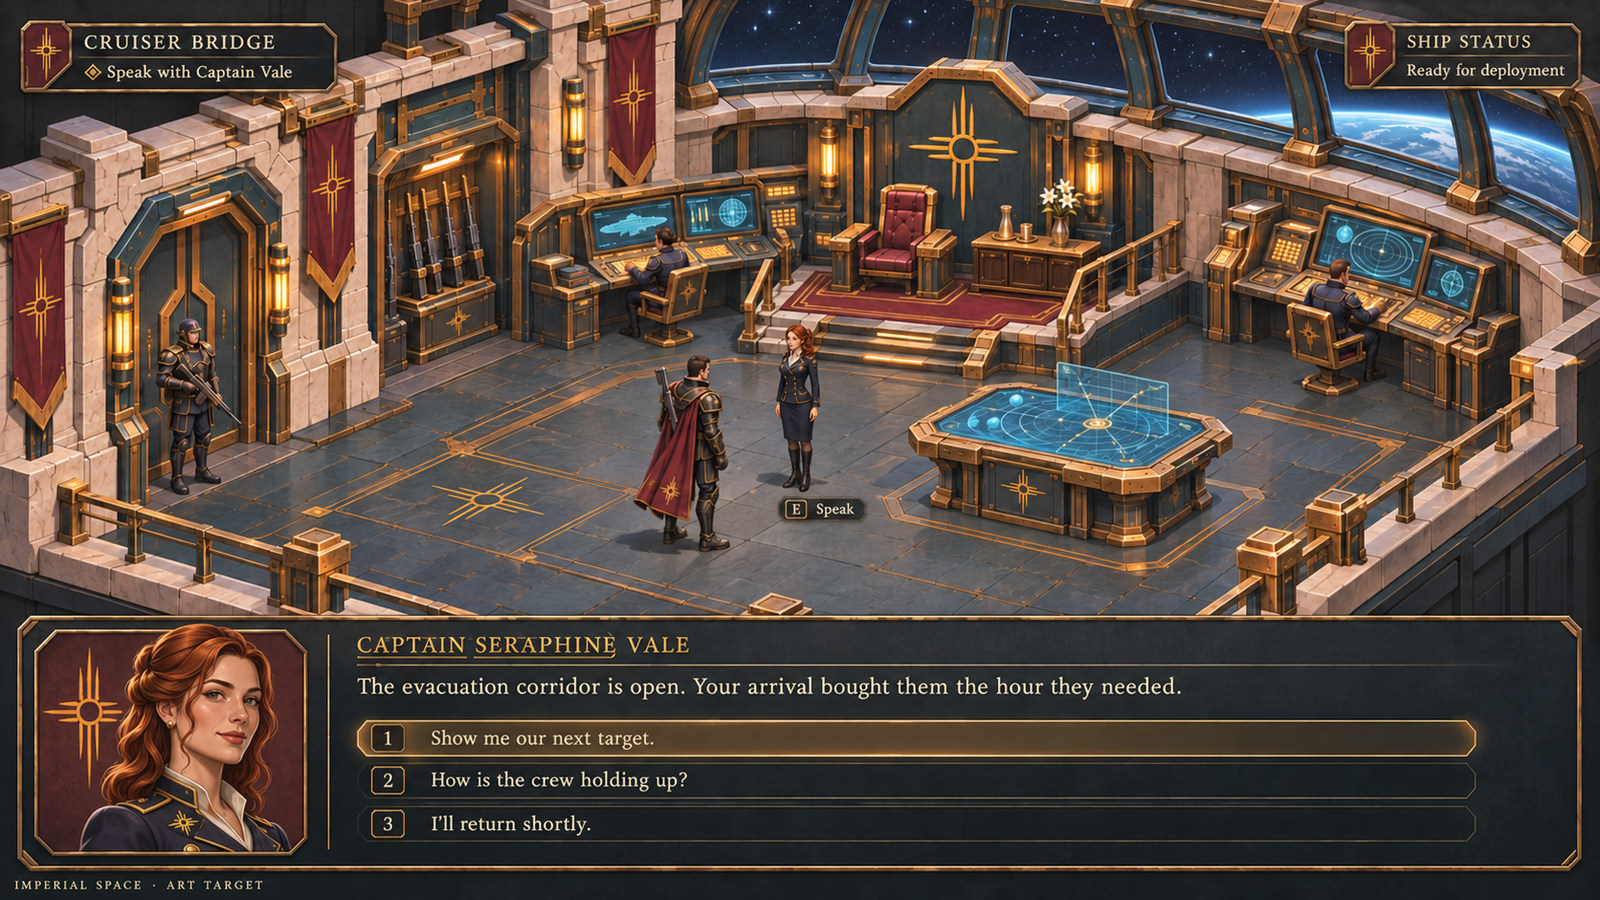 CRUISER BRIDGE
Speak with Captain Vale
SHIP STATUS
Ready for deployment
E Speak
CAPTAIN SERAPHINE VALE
The evacuation corridor is open. Your arrival bought them the hour they needed.
1 Show me our next target.
2 How is the crew holding up?
3 I'll return shortly.
IMPERIAL SPACE · ART TARGET